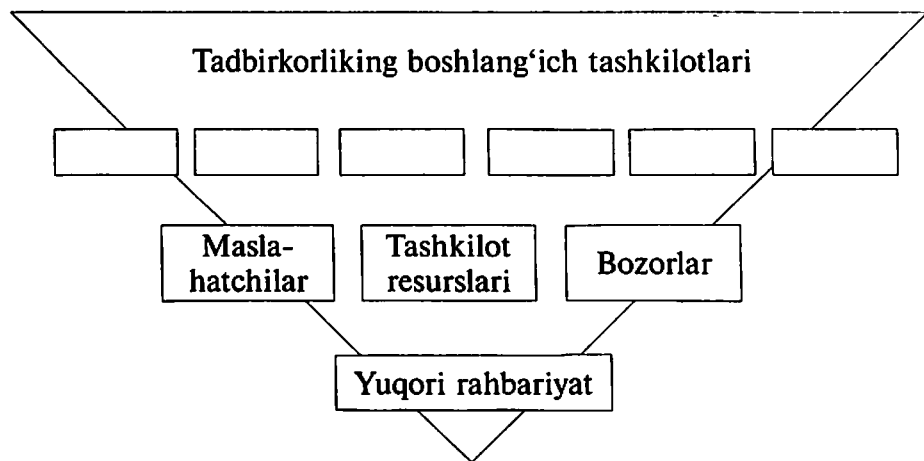 Tadbirkorliking boshlang‘ich tashkilotlari
Masla-
hatchilar
Tashkilot
resurslari
Bozorlar
Yuqori rahbariyat